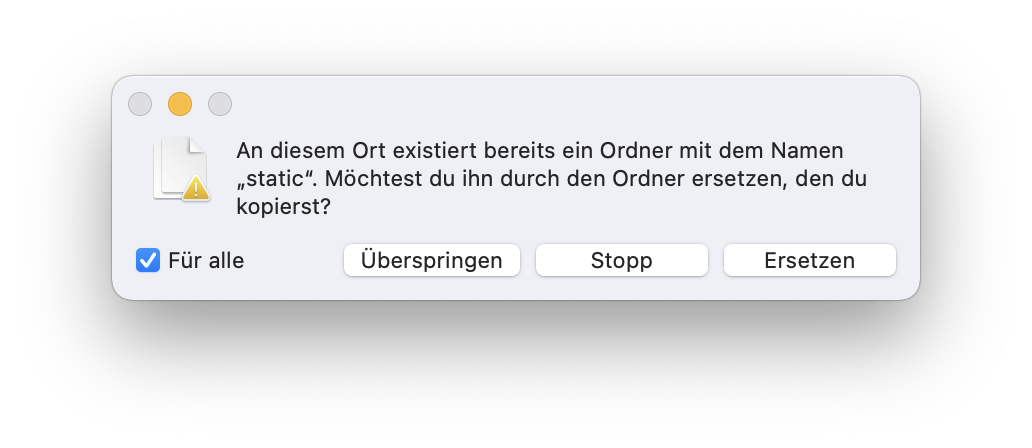 An diesem Ort existiert bereits ein Ordner mit dem Namen
„static“. Möchtest du ihn durch den Ordner ersetzen, den du
kopierst?
Für alle
Überspringen
Stopp
Ersetzen